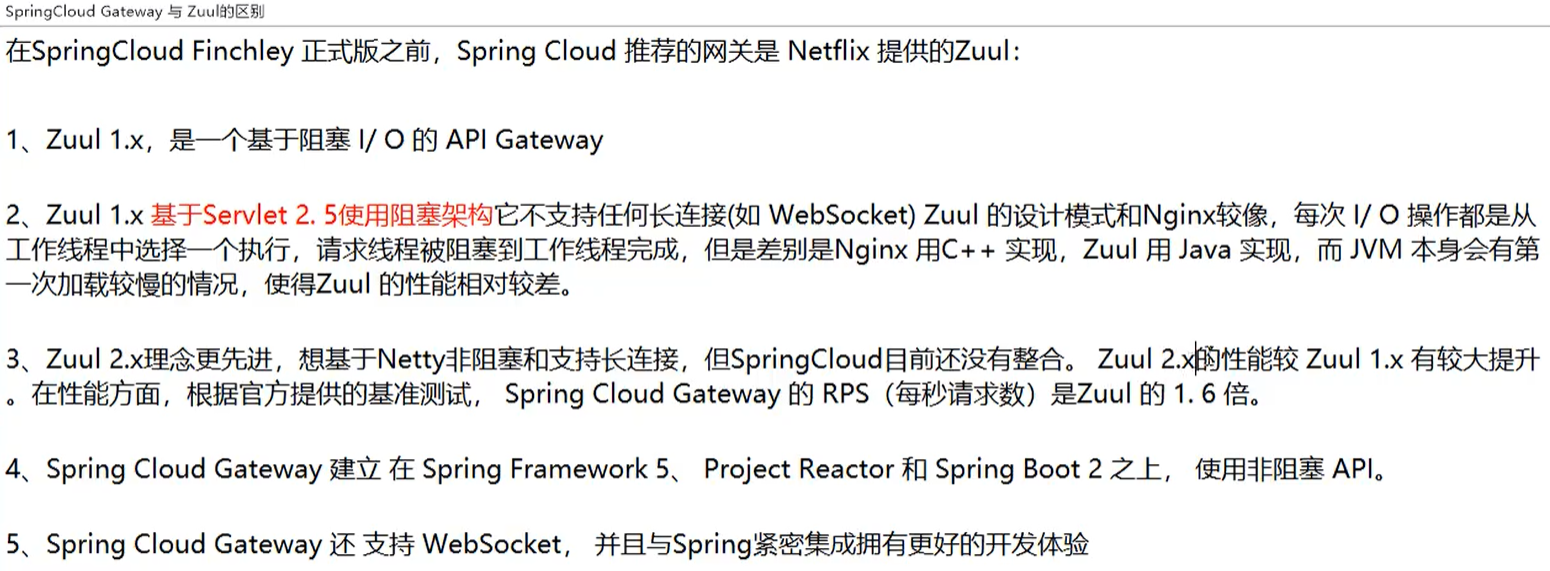 SpringCloud Gateway 与 Zuul的区别
在SpringCloud Finchley 正式版之前，Spring Cloud 推荐的网关是 Netflix 提供的Zuul：
1、Zuul 1.x，是一个基于阻塞 I/ O 的 API Gateway
2、Zuul 1.x 基于Servlet 2. 5使用阻塞架构它不支持任何长连接(如 WebSocket) Zuul 的设计模式和Nginx较像，每次 I/ O 操作都是从
工作线程中选择一个执行，请求线程被阻塞到工作线程完成，但是差别是Nginx 用C++ 实现，Zuul 用 Java 实现，而 JVM 本身会有第
一次加载较慢的情况，使得Zuul 的性能相对较差。
3、Zuul 2.x理念更先进，想基于Netty非阻塞和支持长连接，但SpringCloud目前还没有整合。 Zuul 2.x的性能较 Zuul 1.x 有较大提升
。在性能方面，根据官方提供的基准测试， Spring Cloud Gateway 的 RPS（每秒请求数）是Zuul 的 1. 6 倍。
4、Spring Cloud Gateway 建立 在 Spring Framework 5、 Project Reactor 和 Spring Boot 2 之上， 使用非阻塞 API。
5、Spring Cloud Gateway 还 支持 WebSocket， 并且与Spring紧密集成拥有更好的开发体验